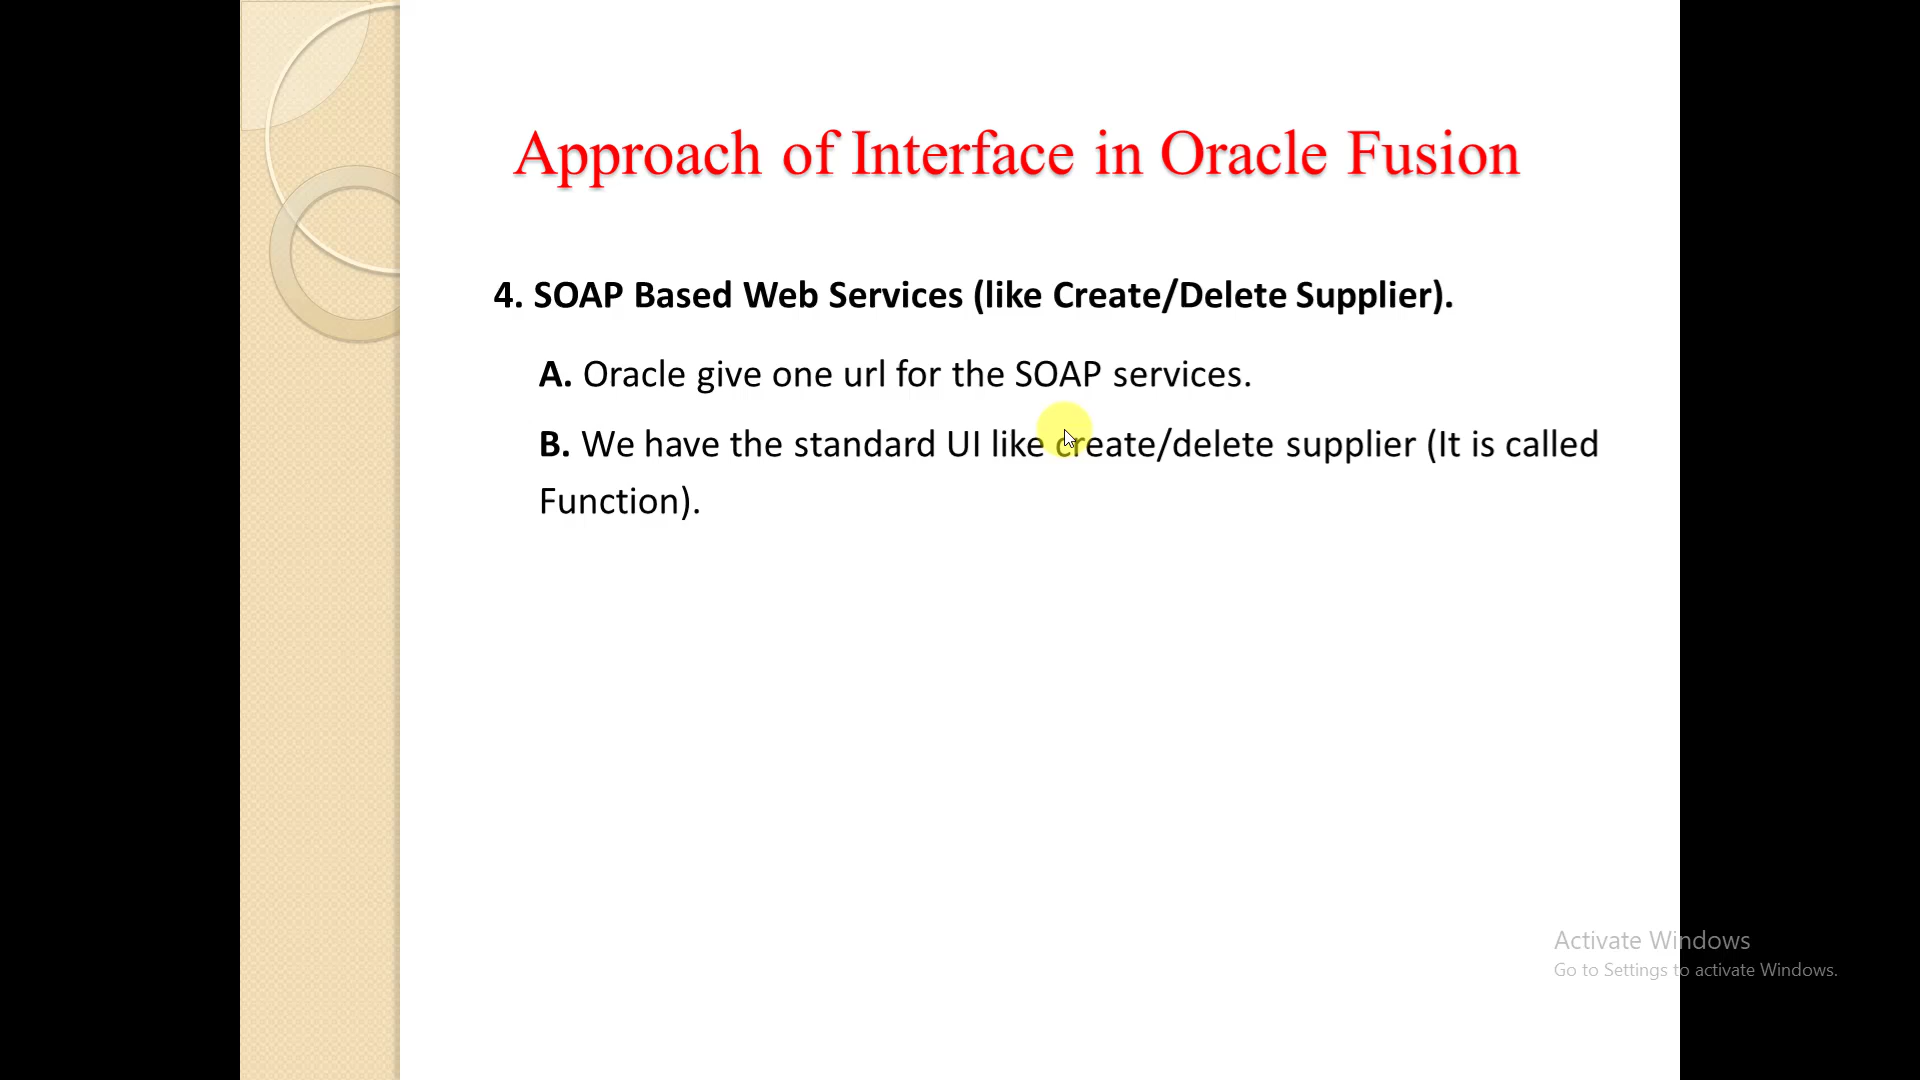 Approach of Interface in Oracle Fusion
4. SOAP Based Web Services (like Create/Delete Supplier).
A. Oracle give one url for the SOAP services.
B. We have the standard UI like create/delete supplier (It is called
Function).
Activate Windows
Go to Settings to activate Windows.